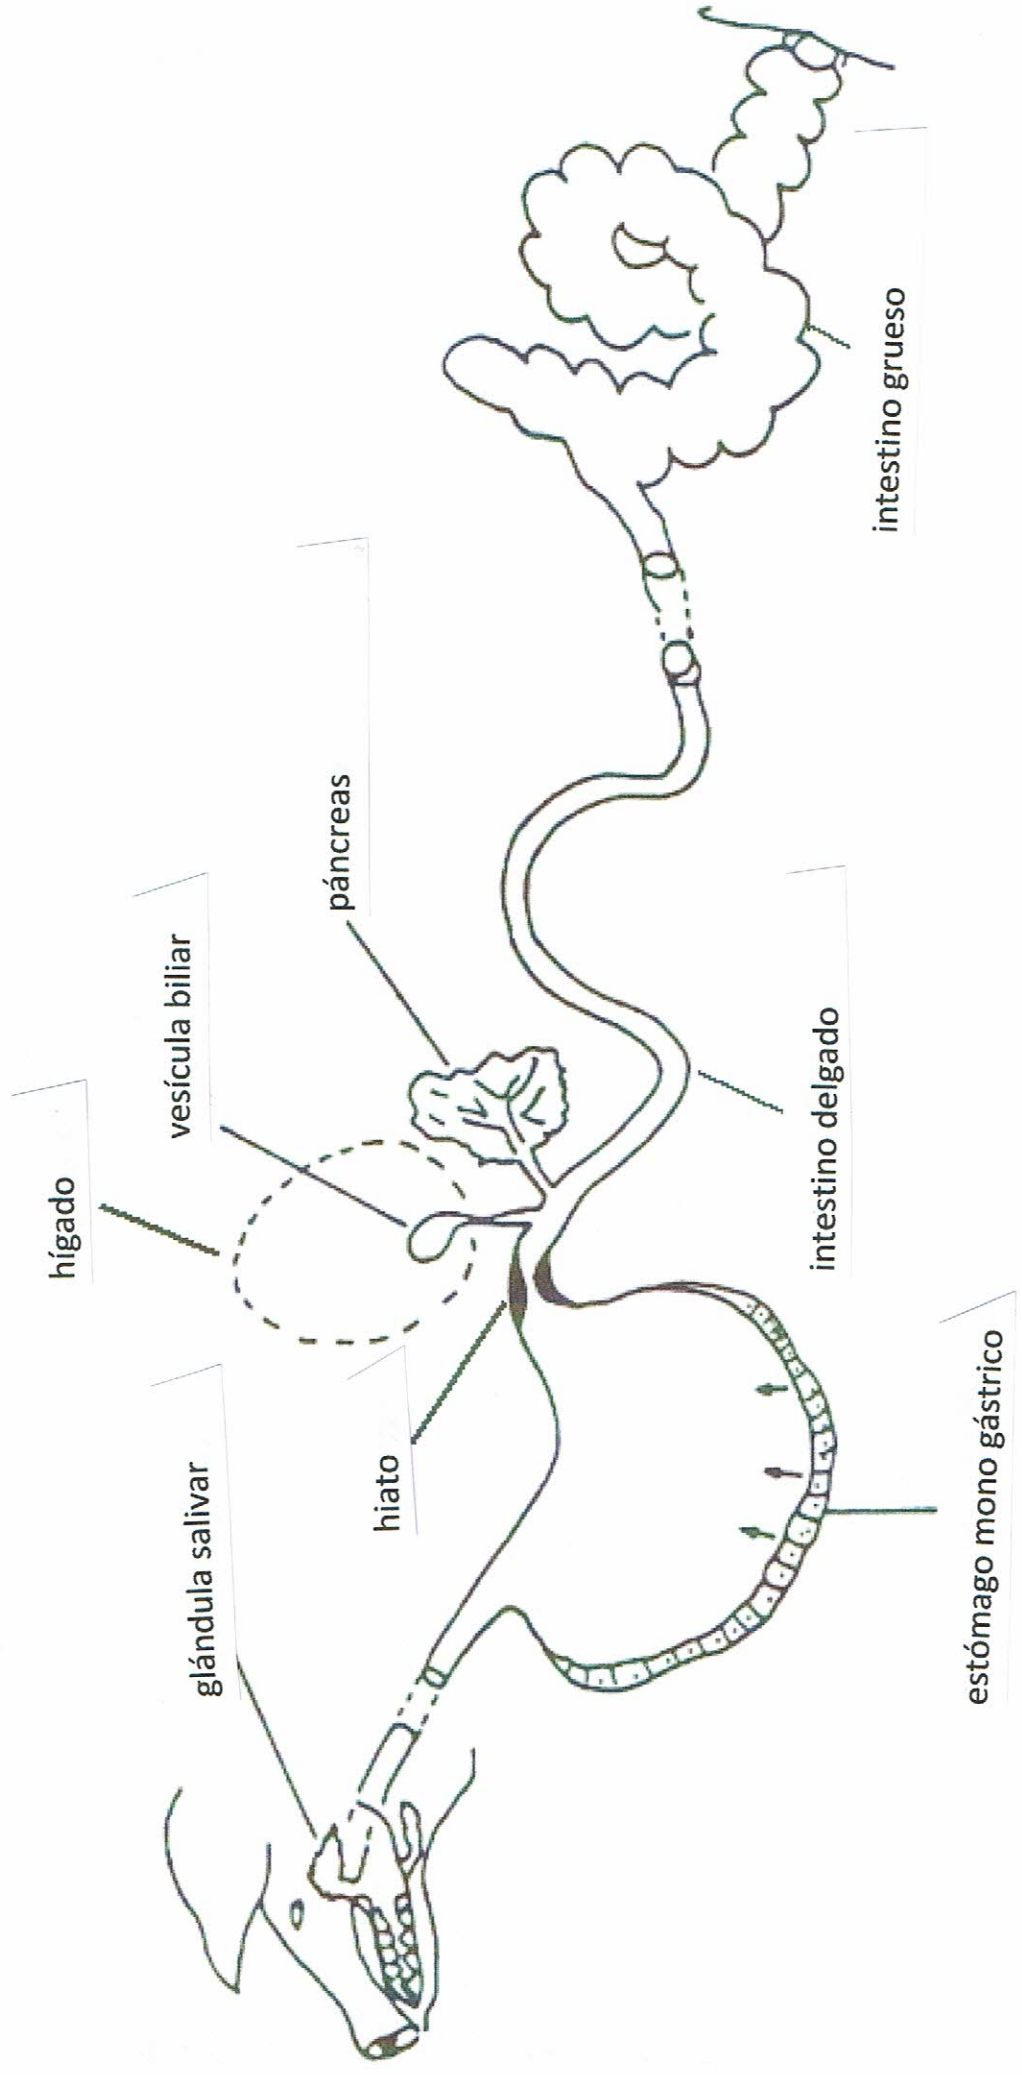 hígado
vesícula biliar
páncreas
glándula salivar
hiato
intestino grueso
intestino delgado
estómago mono gástrico